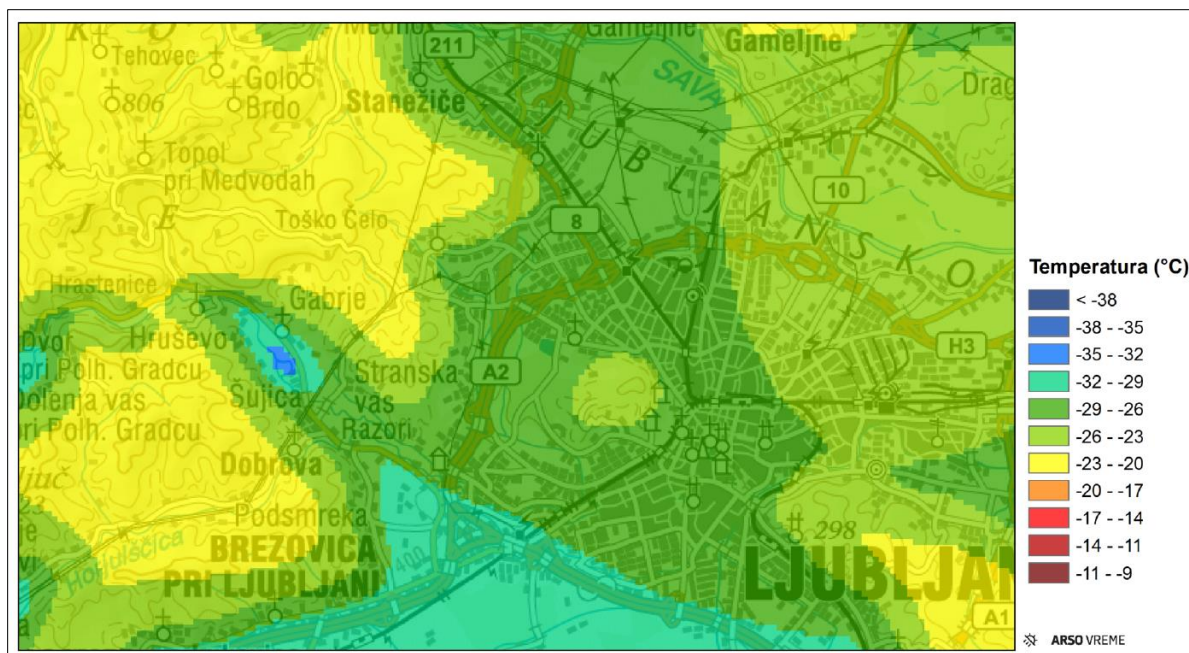 K O
Tehovec
806
Golo
Brdo
Topol
pri Medvodah
J E
Toško Čelo
Hrastenice
Gabrje
Hruševo
Dvor
pri Polh. Gradcu
Šujica
Stranska
vas
Razori
Dolenja vas
pri Polh. Gradcu
Dobrova
Podsmreka
BREZOVICA
PRI LJUBLJANI
400
211
Stanežiče
Gameljne
Gameljne
SAVA
Drag
L J U B L J A N S K O
8
10
H3
A2
298
LJUBLJAN
A1
Temperatura (°C)
< -38
-38 - -35
-35 - -32
-32 - -29
-29 - -26
-26 - -23
-23 - -20
-20 - -17
-17 - -14
-14 - -11
-11 - -9
ARSO VREME